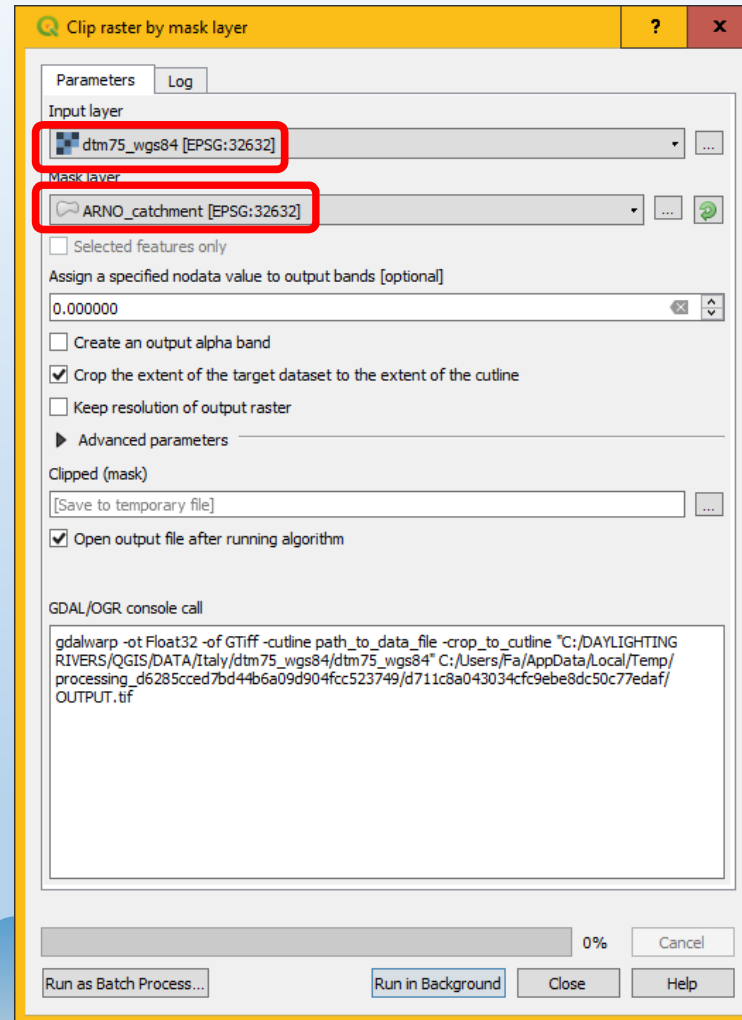 Clip raster by mask layer
? x
Parameters Log
Input layer
dtm75_wgs84 [EPSG:32632] ...
Mask layer
ARNO_catchment [EPSG:32632] ...
Selected features only
Assign a specified nodata value to output bands [optional]
0.000000
Create an output alpha band
Crop the extent of the target dataset to the extent of the cutline
Keep resolution of output raster
Advanced parameters
Clipped (mask)
[Save to temporary file] ...
Open output file after running algorithm
GDAL/OGR console call
gdalwarp -ot Float32 -of GTiff -cutline path_to_data_file -crop_to_cutline "C:/DAYLIGHTING
RIVERS/QGIS/DATA/Italy/dtm75_wgs84/dtm75_wgs84" C:/Users/Fa/AppData/Local/Temp/
processing_d6285cced7bd44b6a09d904fcc523749/d711c8a043034cfc9ebe8dc50c77edaf/
OUTPUT.tif
0% Cancel
Run as Batch Process... Run in Background Close Help